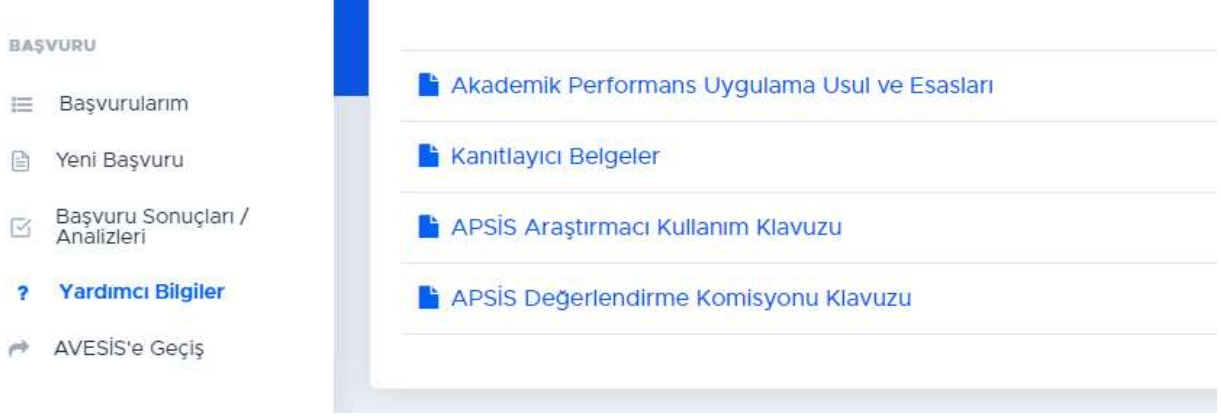 BAŞVURU
Başvurularım
Yeni Başvuru
Başvuru Sonuçları /
Analizleri
? Yardımcı Bilgiler
AVESİS'e Geçiş
Akademik Performans Uygulama Usul ve Esasları
Kanıtlayıcı Belgeler
APSİS Araştırmacı Kullanım Klavuzu
APSİS Değerlendirme Komisyonu Klavuzu